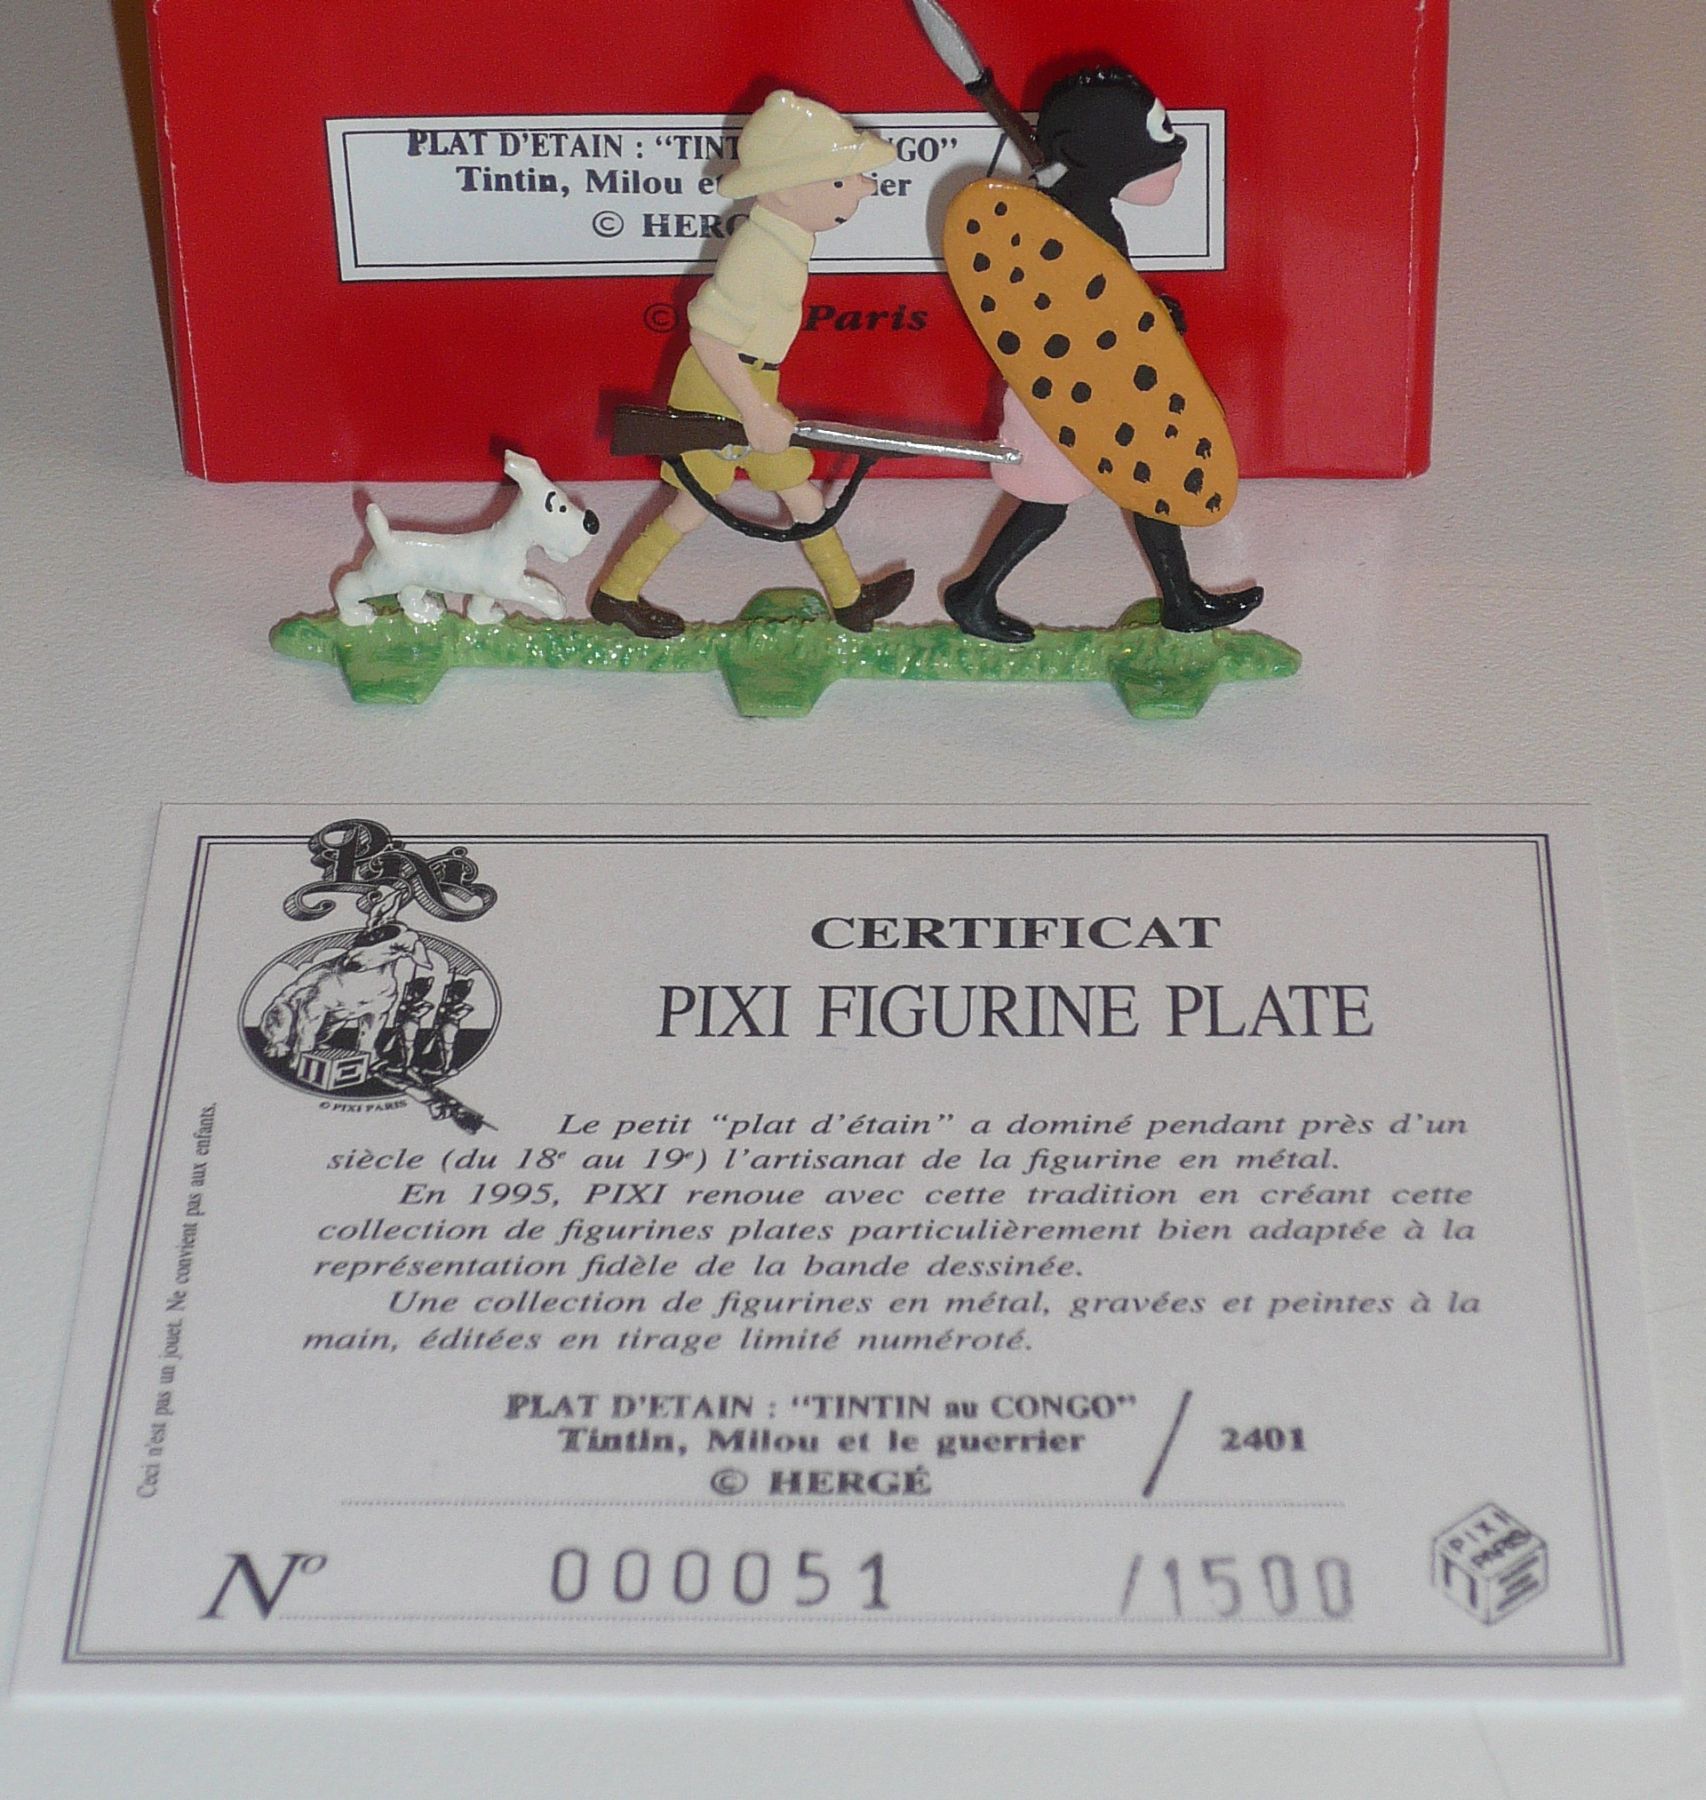 PLAT D'ETAIN : “TINT GO”
Tintin, Milou et ier
© HERG
© Paris
Pixi
© PIXI PARIS
CERTIFICAT
PIXI FIGURINE PLATE
Le petit “plat d'étain” a dominé pendant près d'un
siècle (du 18e au 19e) l'artisanat de la figurine en métal.
En 1995, PIXI renoue avec cette tradition en créant cette
collection de figurines plates particulièrement bien adaptée à la
représentation fidèle de la bande dessinée.
Une collection de figurines en métal, gravées et peintes à la
main, éditées en tirage limité numéroté.
Ceci n'est pas un jouet. Ne convient pas aux enfants.
PLAT D'ETAIN : “TINTIN au CONGO”
Tintin, Milou et le guerrier / 2401
© HERGÉ
No 000051 /1500
PIXI
PARIS